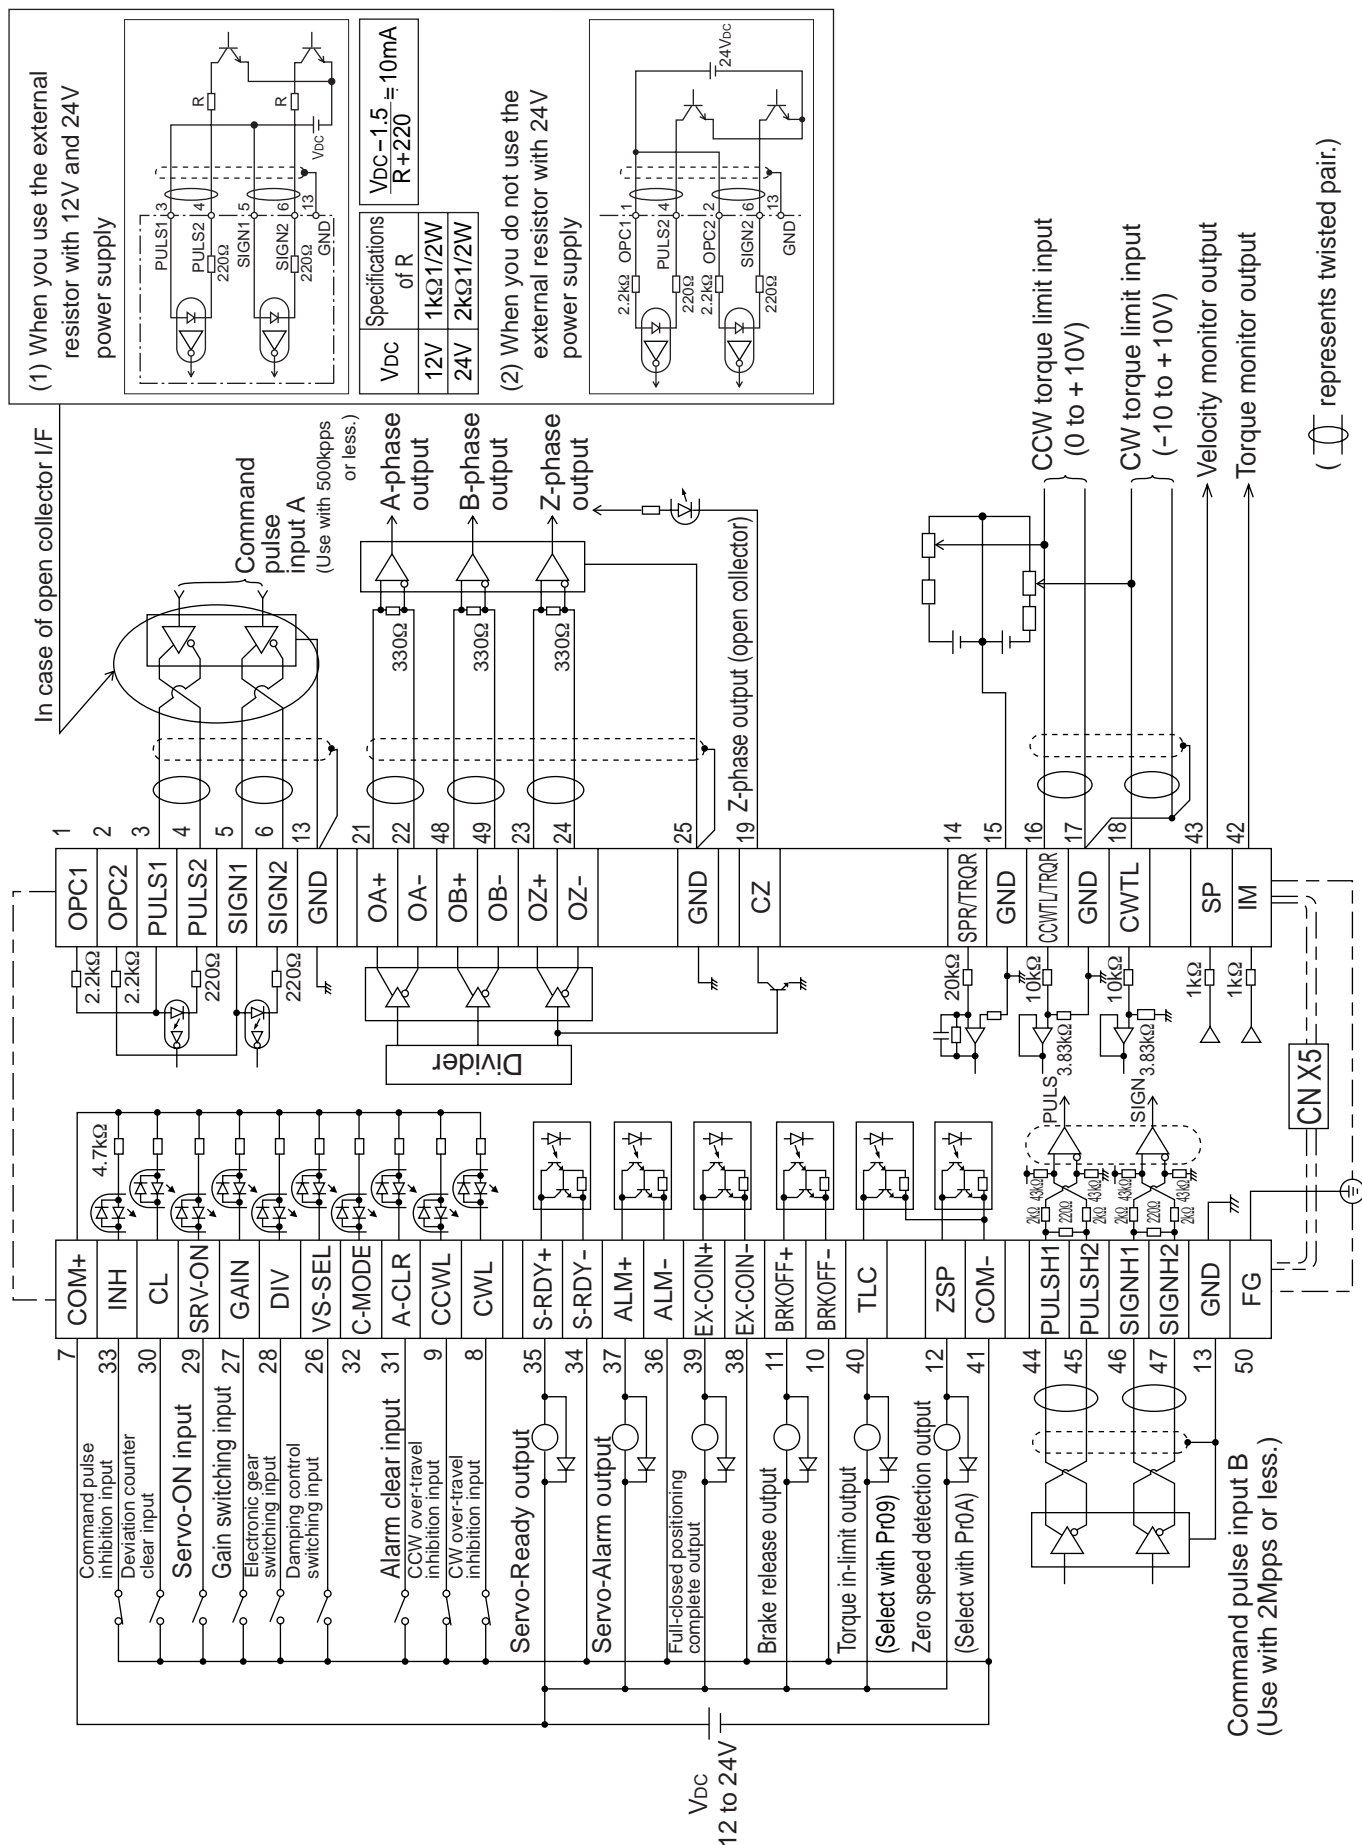 In case of open collector I/F
(1) When you use the external
resistor with 12V and 24V
power supply
PULS1 3
PULS2 4
220Ω
SIGN1 5
SIGN2 6
220Ω
GND 13
R
R
VDC
VDC Specifications
of R
12V 1kΩ1/2W
24V 2kΩ1/2W
VDC − 1.5
R + 220
≒ 10mA
(2) When you do not use the
external resistor with 24V
power supply
2.2kΩ OPC1 1
PULS2 4
220Ω
2.2kΩ OPC2 2
SIGN2 6
220Ω
GND 13
24VDC
Command
pulse
input A
(Use with 500kpps
or less.)
A-phase
output
B-phase
output
Z-phase
output
330Ω
330Ω
330Ω
Z-phase output (open collector)
CCW torque limit input
(0 to + 10V)
CW torque limit input
(−10 to + 10V)
Velocity monitor output
Torque monitor output
( represents twisted pair.)
OPC1 1
OPC2 2
PULS1 3
PULS2 4
SIGN1 5
SIGN2 6
GND 13
OA+ 21
OA− 22
OB+ 48
OB− 49
OZ+ 23
OZ− 24
GND 25
CZ 19
SPR/TRQR 14
GND 15
CCWTL/TRQR 16
GND 17
CWTL 18
SP 43
IM 42
2.2kΩ
2.2kΩ
220Ω
220Ω
Divider
20kΩ
10kΩ
3.83kΩ
10kΩ
3.83kΩ
1kΩ
1kΩ
CN X5
4.7kΩ
PULS
SIGN
2kΩ
43kΩ
220Ω
2kΩ
43kΩ
2kΩ
43kΩ
220Ω
2kΩ
43kΩ
7 COM+
33 INH
30 CL
29 SRV-ON
27 GAIN
28 DIV
26 VS-SEL
32 C-MODE
31 A-CLR
9 CCWL
8 CWL
35 S-RDY+
34 S-RDY−
37 ALM+
36 ALM−
39 EX-COIN+
38 EX-COIN−
11 BRKOFF+
10 BRKOFF−
40 TLC
12 ZSP
41 COM−
44 PULSH1
45 PULSH2
46 SIGNH1
47 SIGNH2
13 GND
50 FG
Command pulse
inhibition input
Deviation counter
clear input
Servo-ON input
Gain switching input
Electronic gear
switching input
Damping control
switching input
Alarm clear input
CCW over-travel
inhibition input
CW over-travel
inhibition input
Servo-Ready output
Servo-Alarm output
Full-closed positioning
complete output
Brake release output
Torque in-limit output
(Select with Pr09)
Zero speed detection output
(Select with Pr0A)
Command pulse input B
(Use with 2Mpps or less.)
VDC
12 to 24V